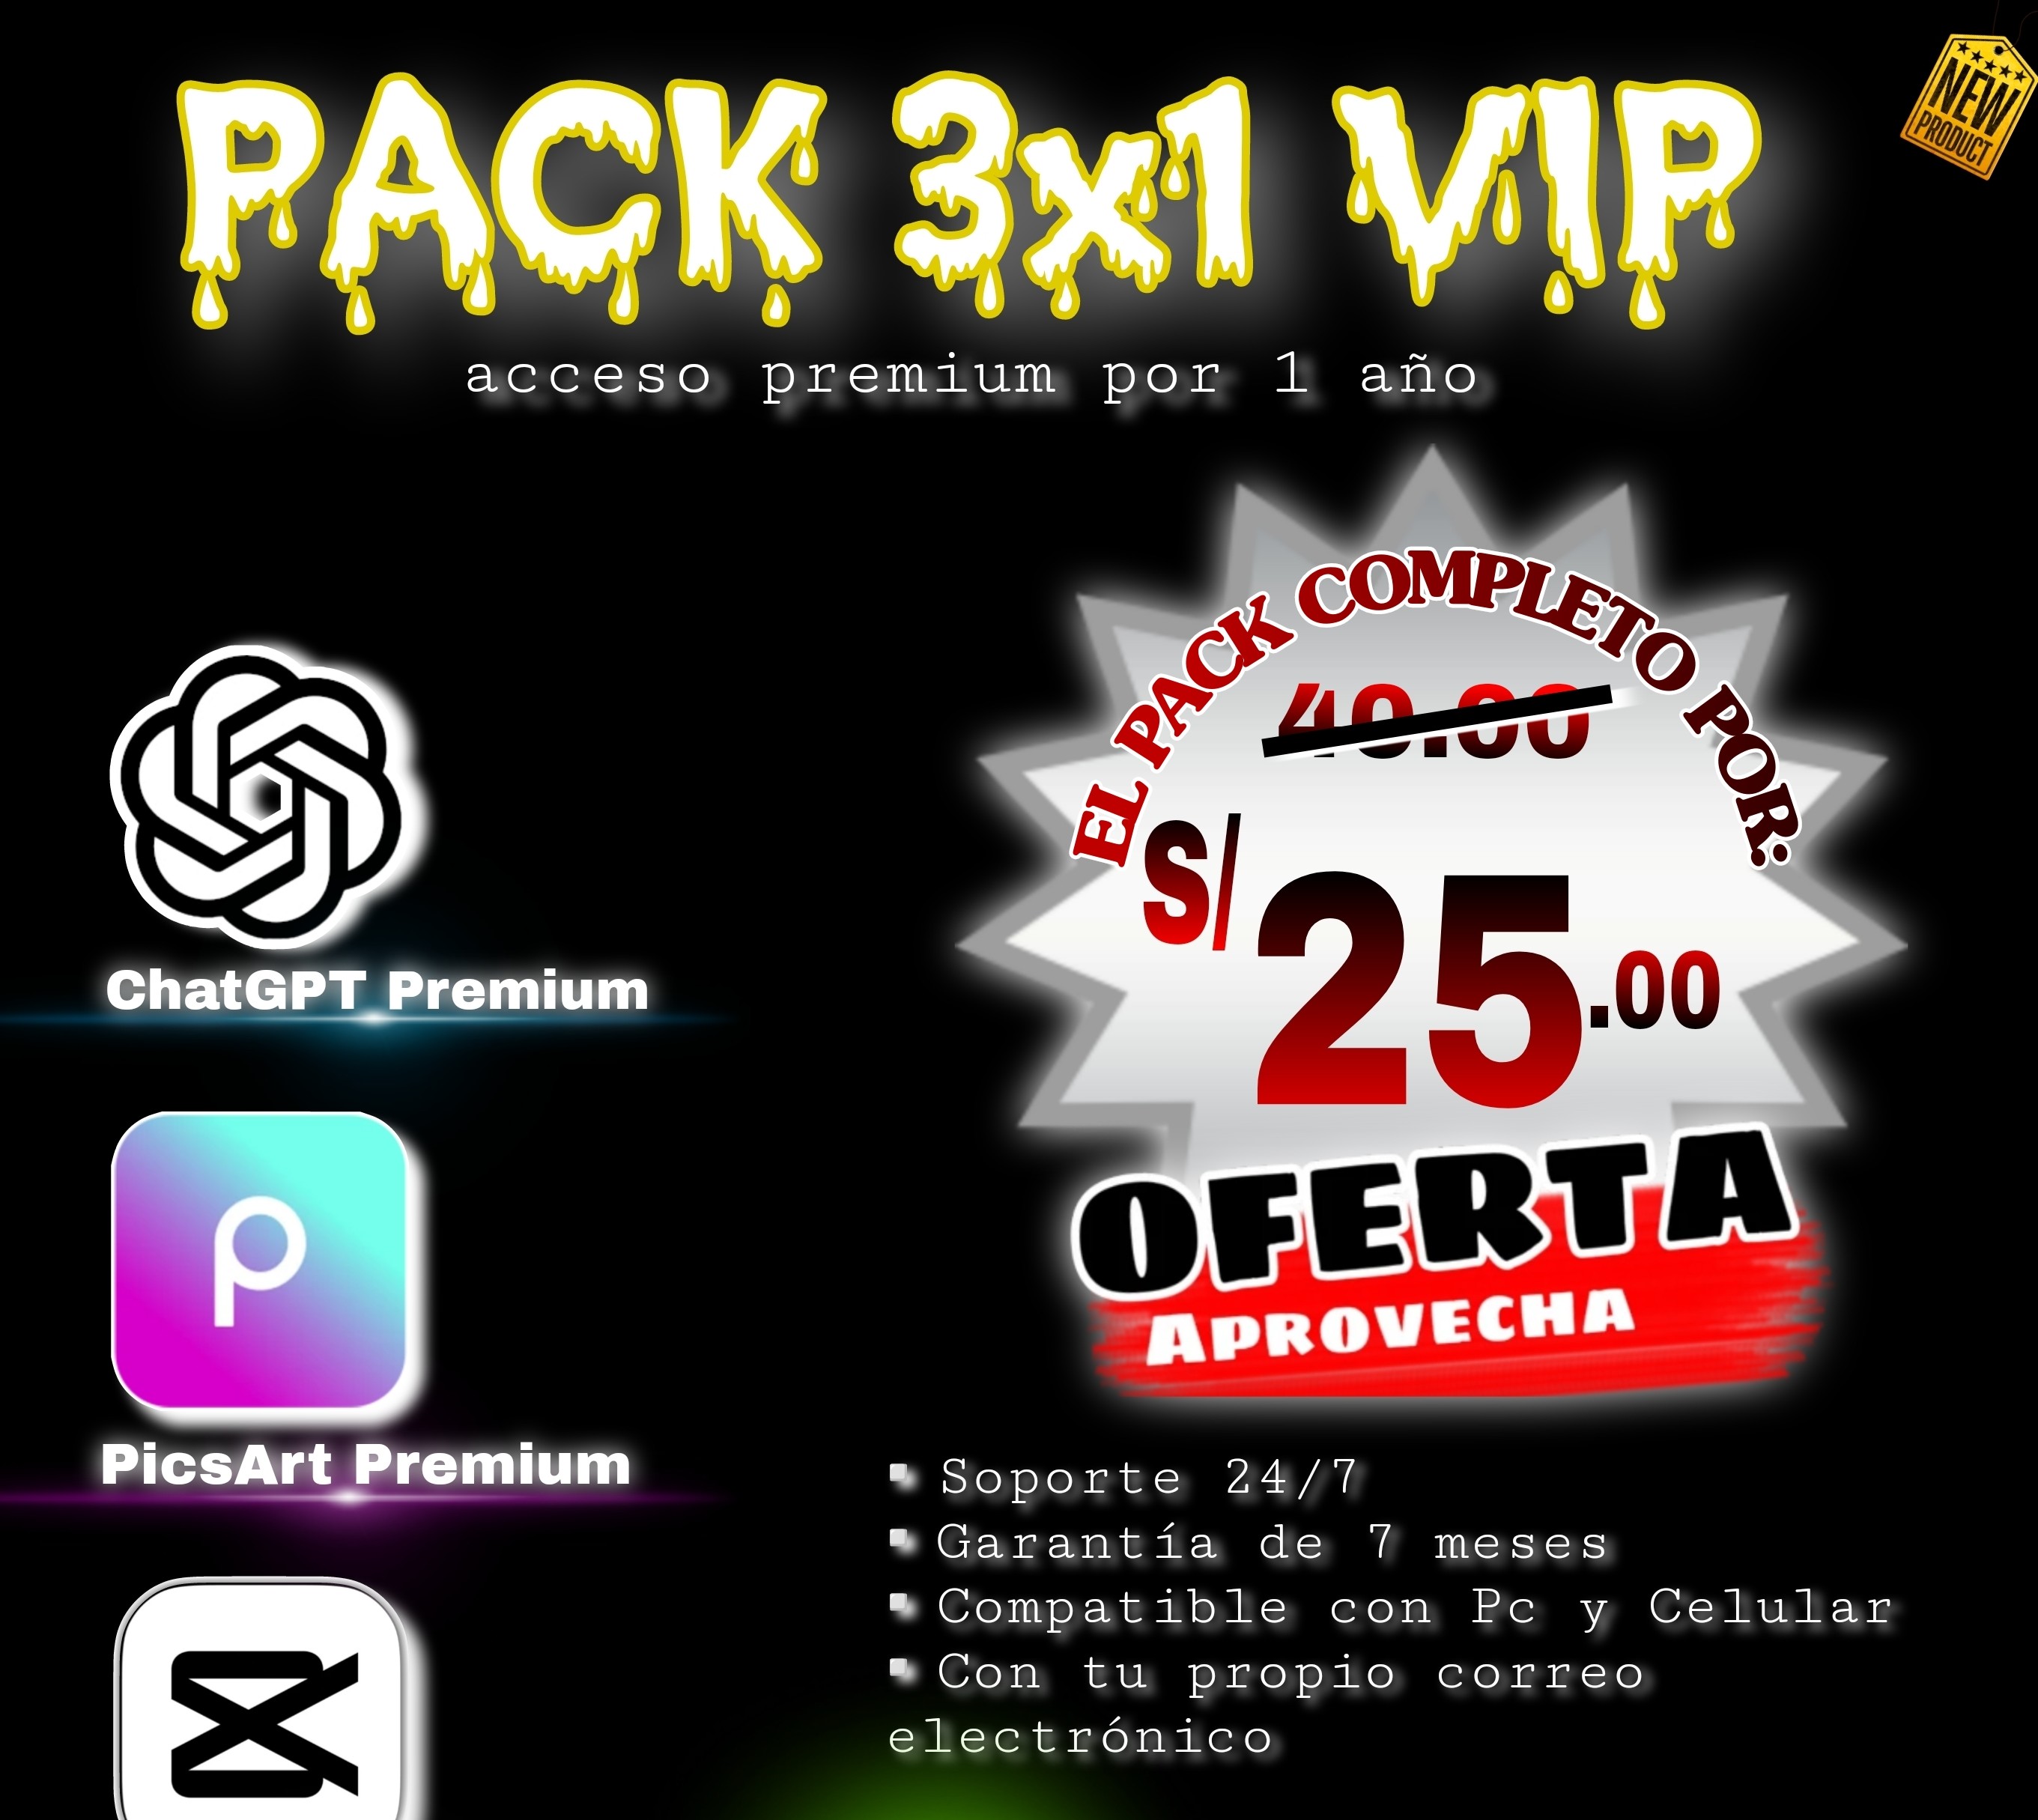 PACK 3x1 VIP
NEW
PRODUCT
acceso premium por 1 año
EL PACK COMPLETO POR:
40.00
S/25.00
OFERTA
APROVECHA
ChatGPT Premium
PicsArt Premium
▪ Soporte 24/7
▪ Garantía de 7 meses
▪ Compatible con Pc y Celular
▪ Con tu propio correo
electrónico